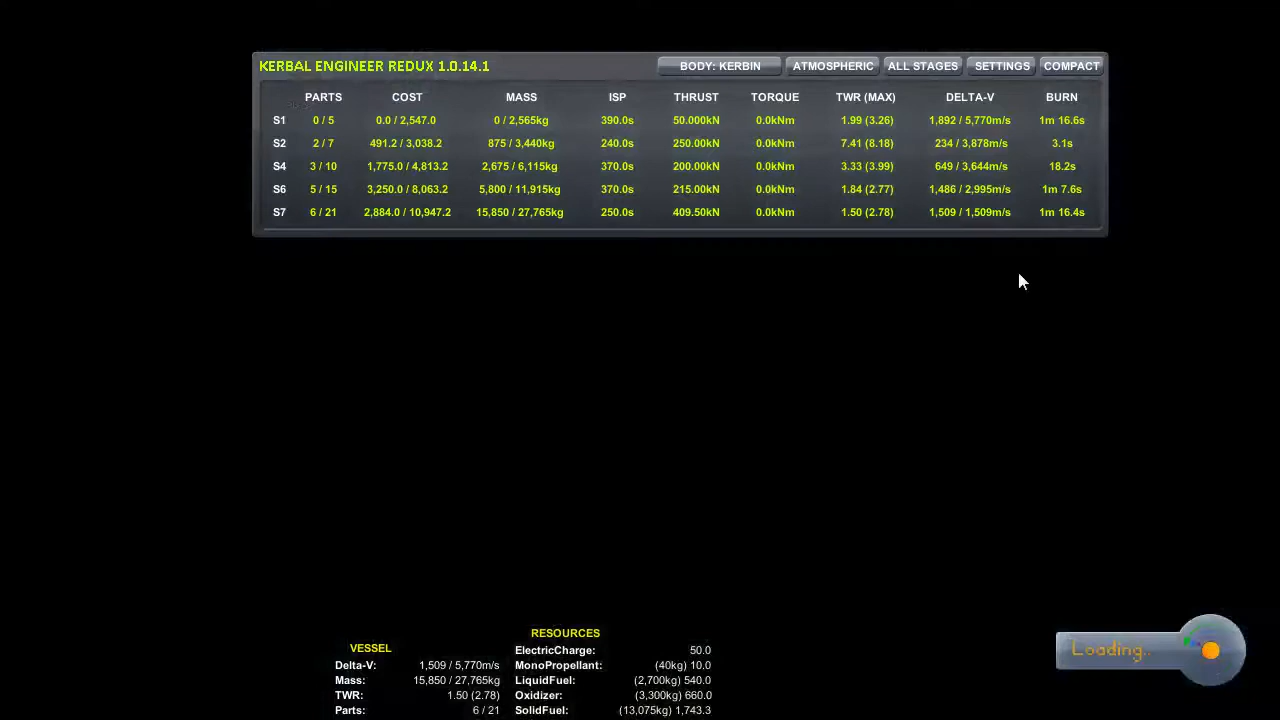 KERBAL ENGINEER REDUX 1.0.14.1 BODY: KERBIN ATMOSPHERIC ALL STAGES SETTINGS COMPACT
PARTS COST MASS ISP THRUST TORQUE TWR (MAX) DELTA-V BURN
S1 0 / 5 0.0 / 2,547.0 0 / 2,565kg 390.0s 50.000kN 0.0kNm 1.99 (3.26) 1,892 / 5,770m/s 1m 16.6s
S2 2 / 7 491.2 / 3,038.2 875 / 3,440kg 240.0s 250.00kN 0.0kNm 7.41 (8.18) 234 / 3,878m/s 3.1s
S4 3 / 10 1,775.0 / 4,813.2 2,675 / 6,115kg 370.0s 200.00kN 0.0kNm 3.33 (3.99) 649 / 3,644m/s 18.2s
S6 5 / 15 3,250.0 / 8,063.2 5,800 / 11,915kg 370.0s 215.00kN 0.0kNm 1.84 (2.77) 1,486 / 2,995m/s 1m 7.6s
S7 6 / 21 2,884.0 / 10,947.2 15,850 / 27,765kg 250.0s 409.50kN 0.0kNm 1.50 (2.78) 1,509 / 1,509m/s 1m 16.4s
VESSEL
Delta-V: 1,509 / 5,770m/s
Mass: 15,850 / 27,765kg
TWR: 1.50 (2.78)
Parts: 6 / 21
RESOURCES
ElectricCharge: 50.0
MonoPropellant: (40kg) 10.0
LiquidFuel: (2,700kg) 540.0
Oxidizer: (3,300kg) 660.0
SolidFuel: (13,075kg) 1,743.3
Loading..